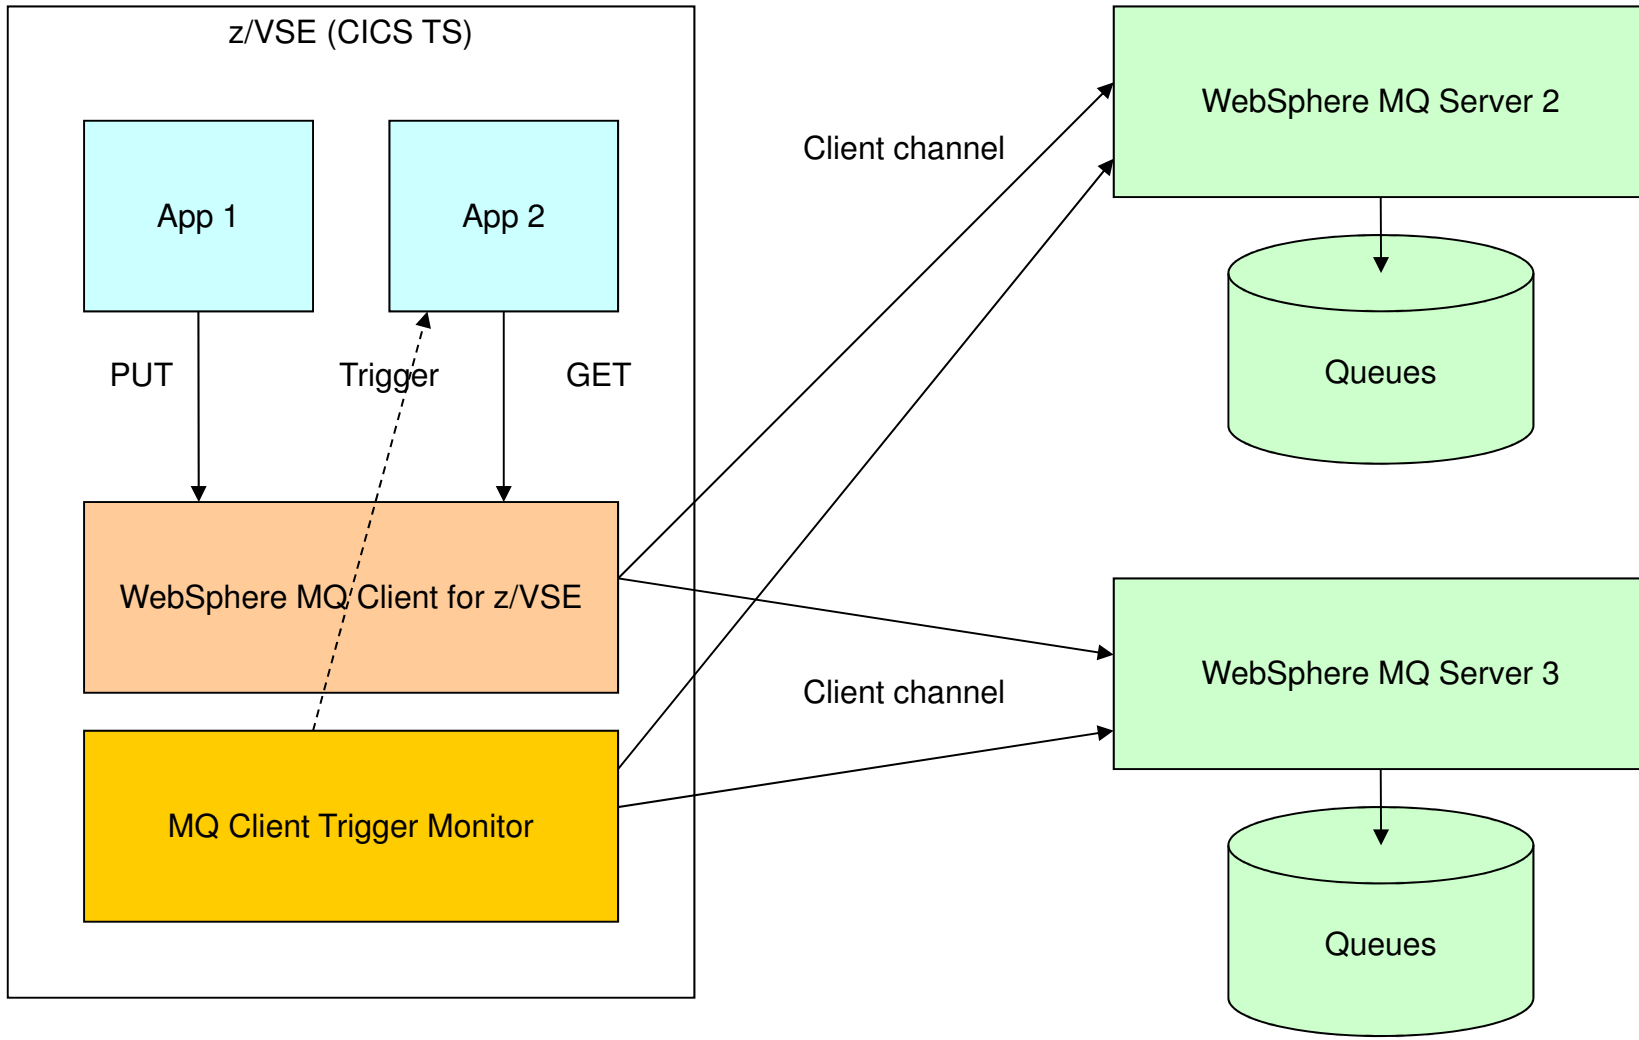 z/VSE (CICS TS)
App 1
App 2
PUT
Trigger
GET
WebSphere MQ Client for z/VSE
MQ Client Trigger Monitor
Client channel
Client channel
WebSphere MQ Server 2
Queues
WebSphere MQ Server 3
Queues